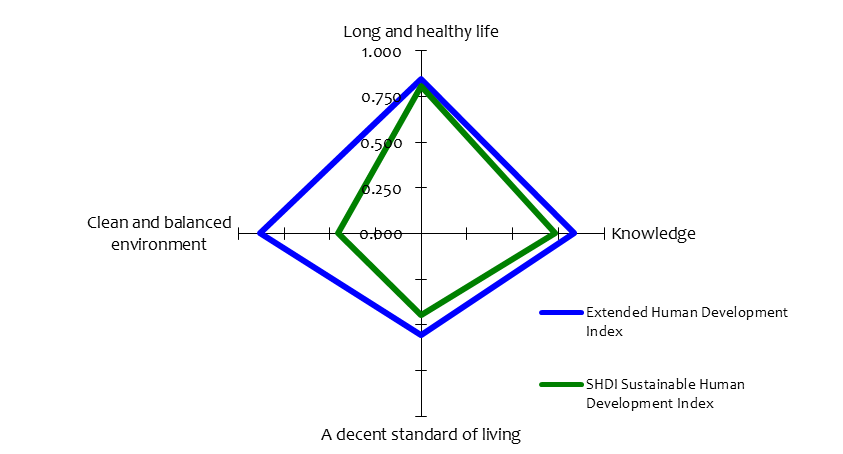 Long and healthy life
1.000
0.750
0.500
0.250
0.000
Clean and balanced
environment
Knowledge
Extended Human Development
Index
SHDI Sustainable Human
Development Index
A decent standard of living